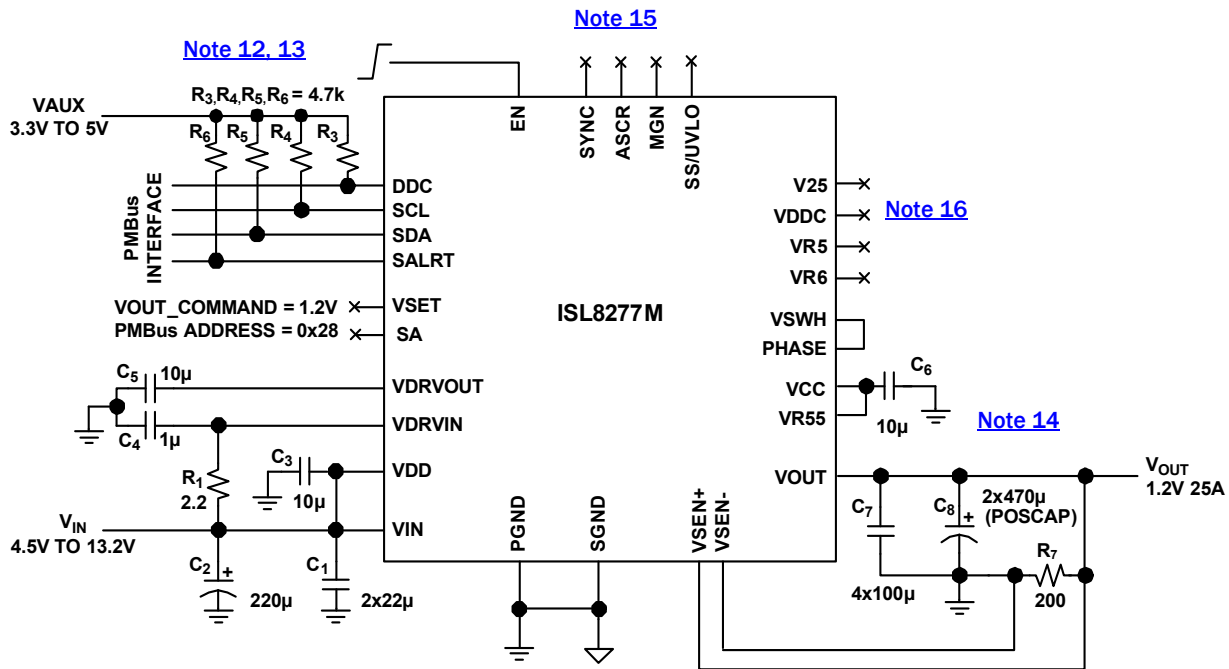 Note 15
Note 12, 13
VAUX
3.3V TO 5V
R3,R4,R5,R6 = 4.7k
R6
R5
R4
R3
EN
SYNC
ASCR
MGN
SS/UVLO
PMBus
INTERFACE
DDC
SCL
SDA
SALRT
V25
VDDC
VR5
VR6
Note 16
VOUT_COMMAND = 1.2V
VSET
PMBus ADDRESS = 0x28
SA
ISL8277M
VSWH
PHASE
C5
10µ
VDRVOUT
C4
1µ
VDRVIN
VCC
VR55
C6
10µ
Note 14
R1
2.2
C3
10µ
VDD
VOUT
VOUT
1.2V 25A
VIN
4.5V TO 13.2V
VIN
PGND
SGND
VSEN+
VSEN-
C7
4x100µ
C8
+
2x470µ
(POSCAP)
R7
200
C2
+
220µ
C1
2x22µ